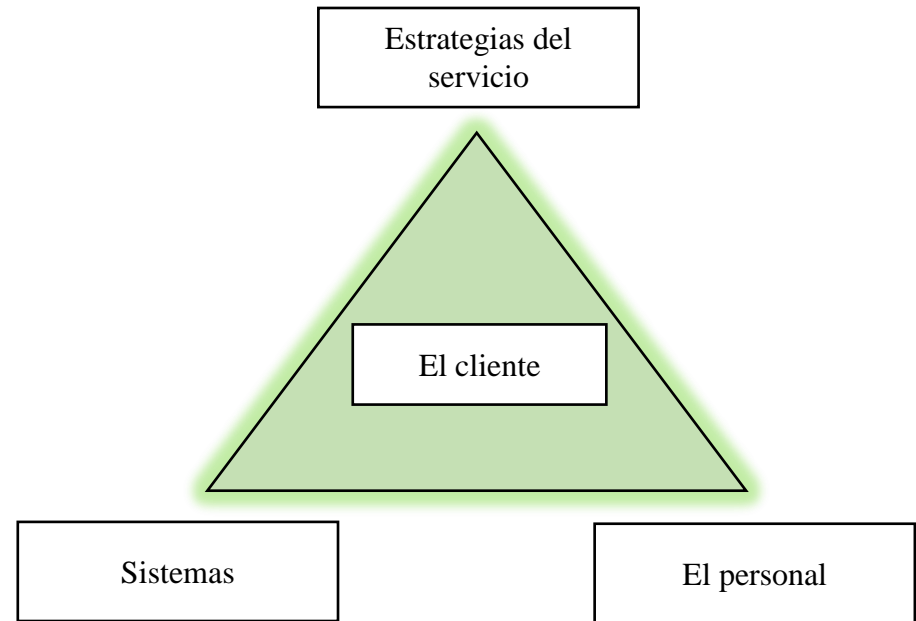 Estrategias del
servicio
El cliente
Sistemas
El personal